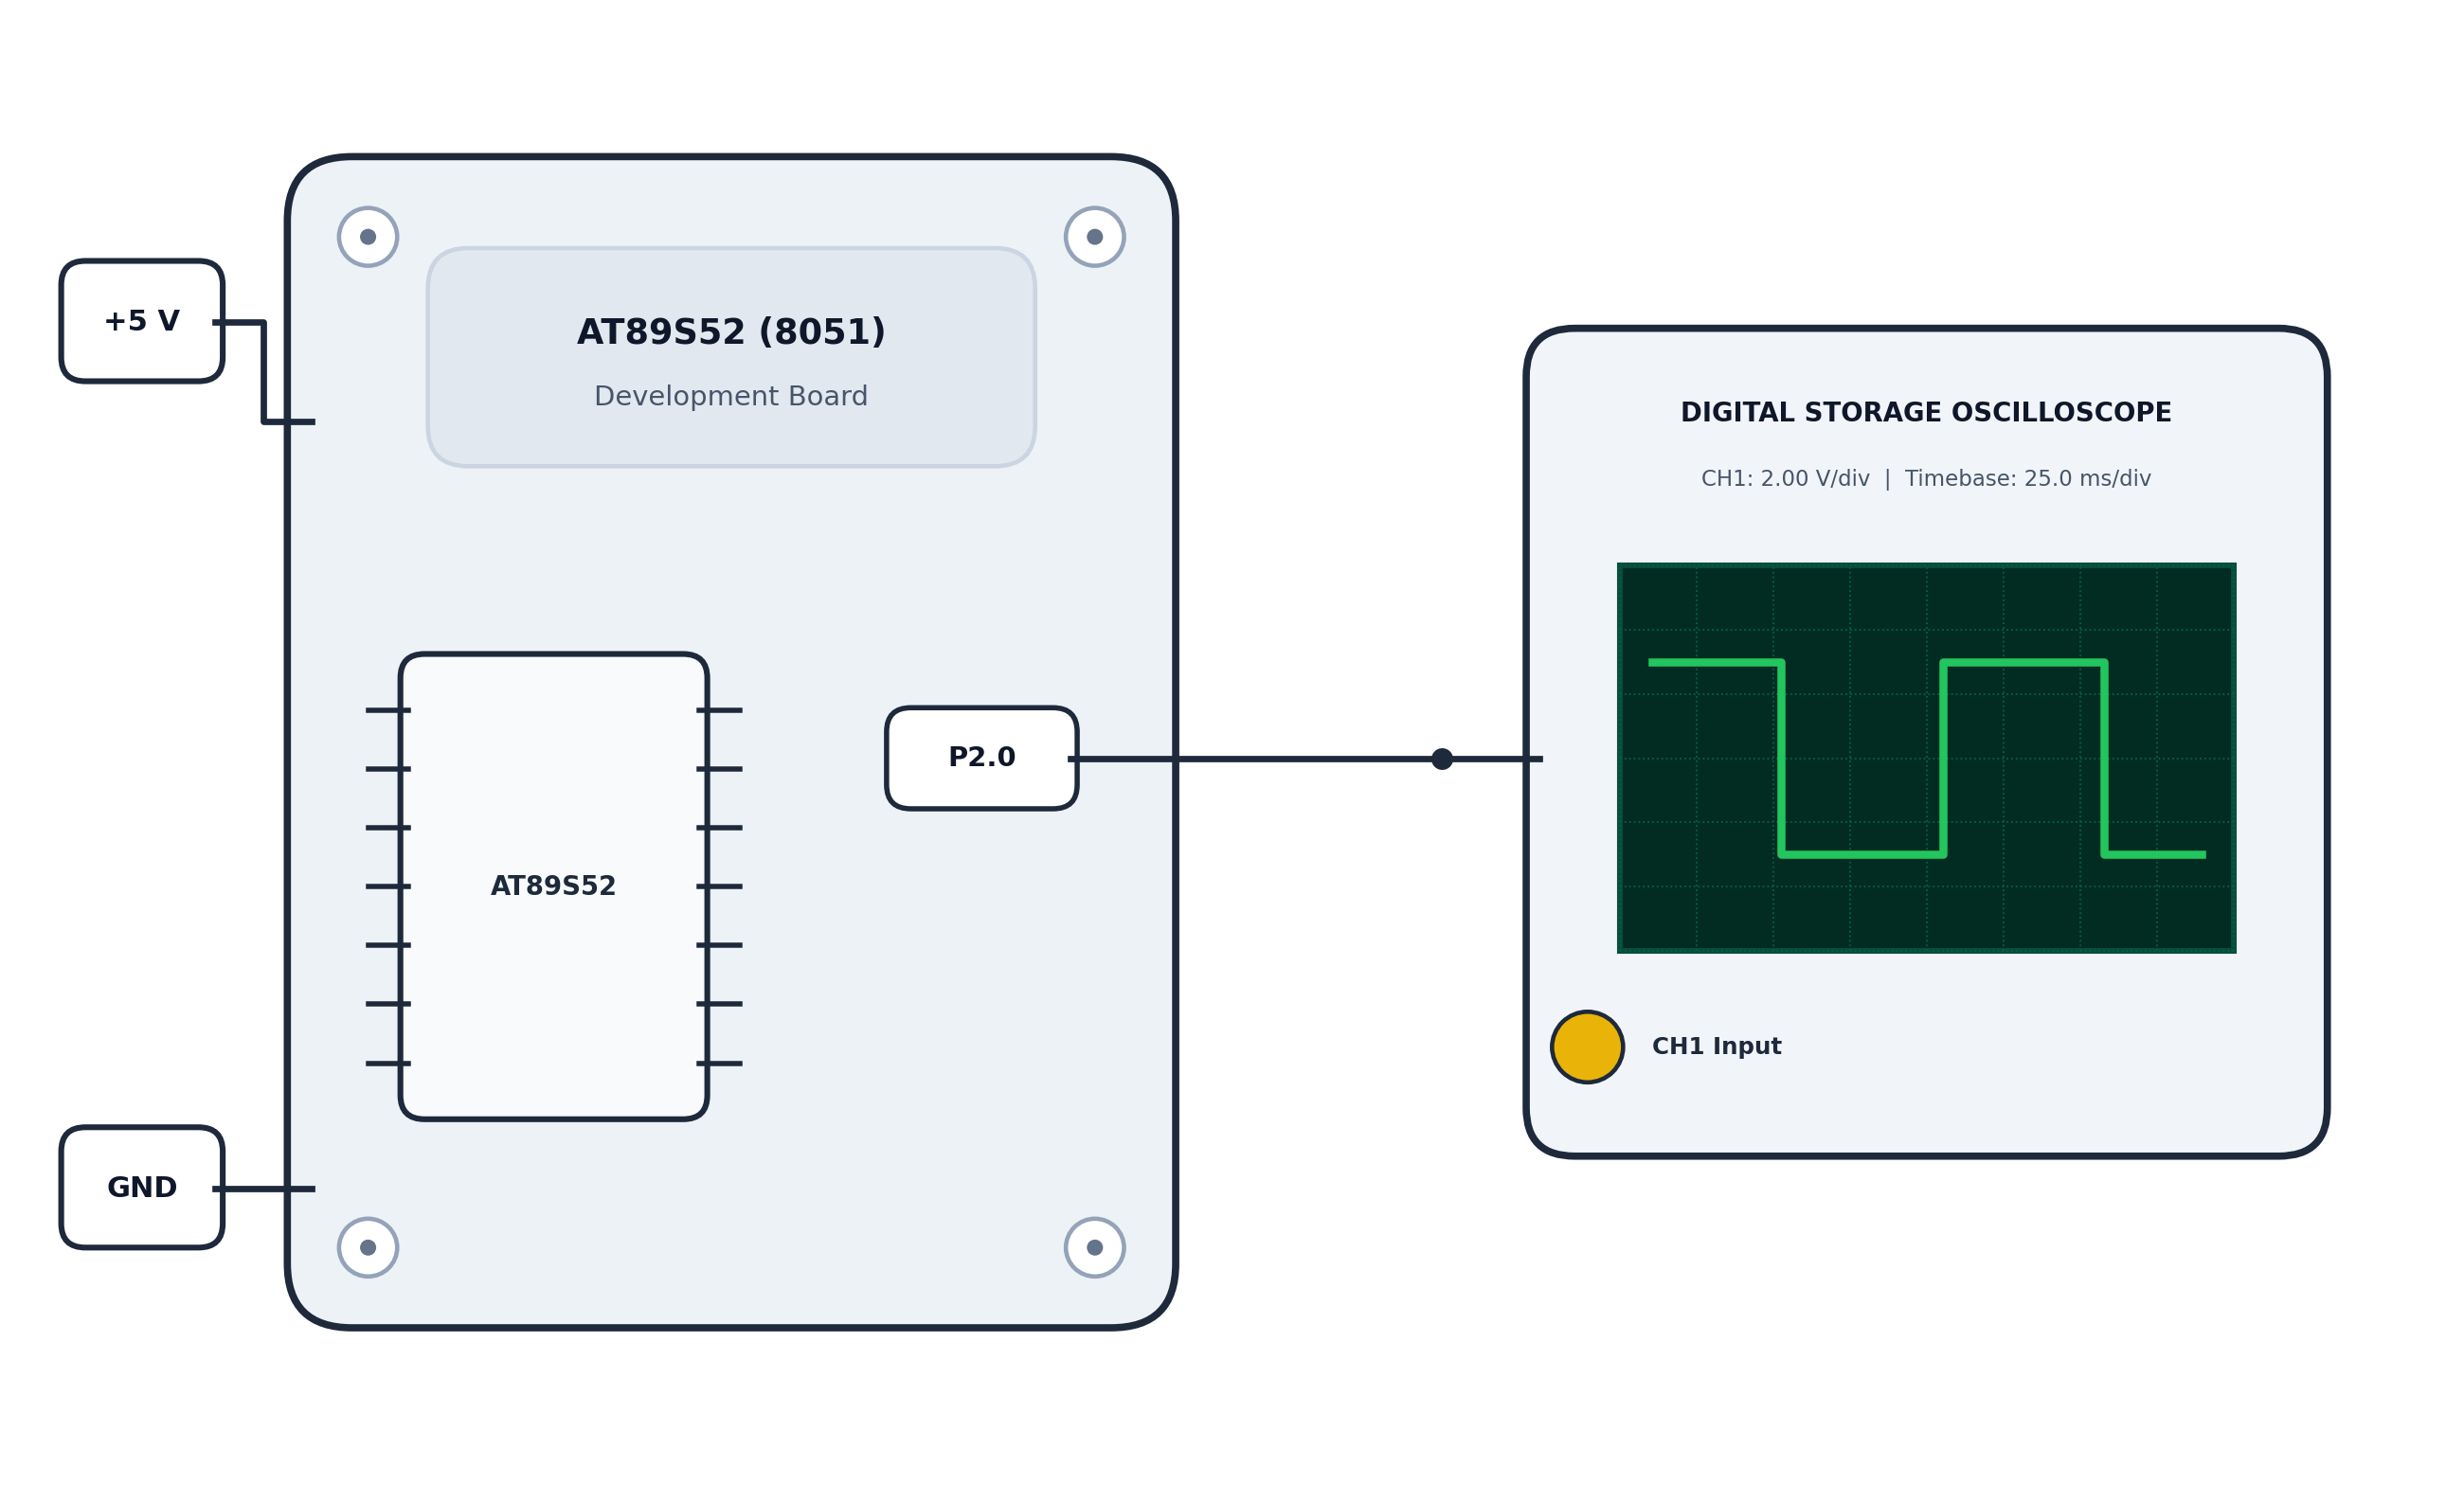 +5 V
AT89S52 (8051)
Development Board
DIGITAL STORAGE OSCILLOSCOPE
CH1: 2.00 V/div | Timebase: 25.0 ms/div
P2.0
AT89S52
CH1 Input
GND